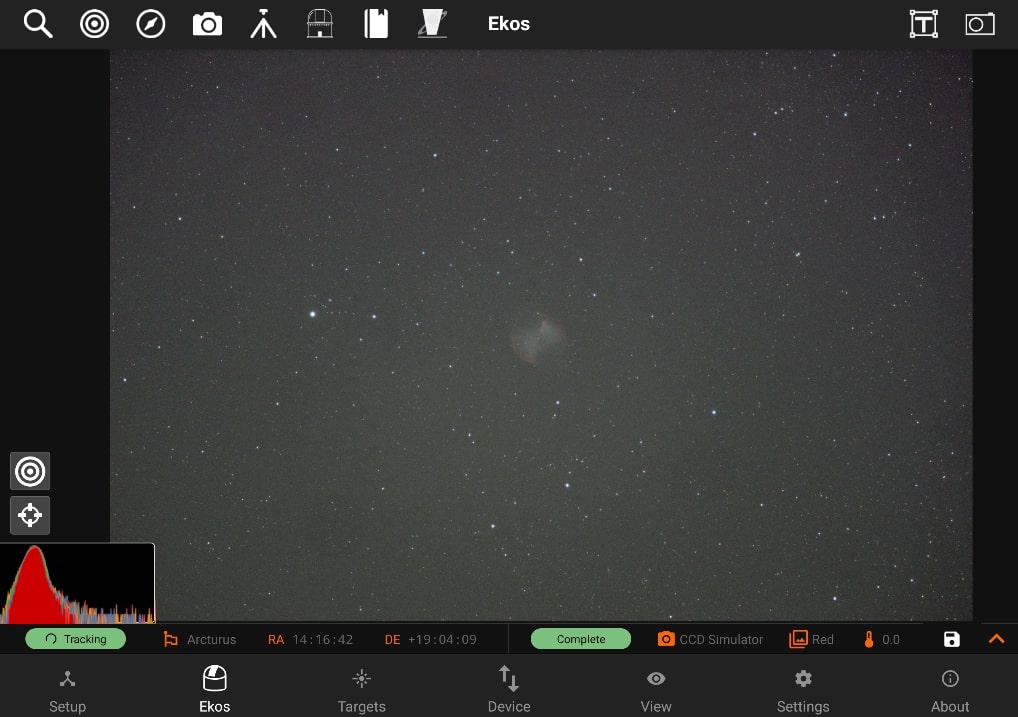 Ekos
Tracking Arcturus RA 14:16:42 DE +19:04:09 Complete CCD Simulator Red 0.0
Setup Ekos Targets Device View Settings About